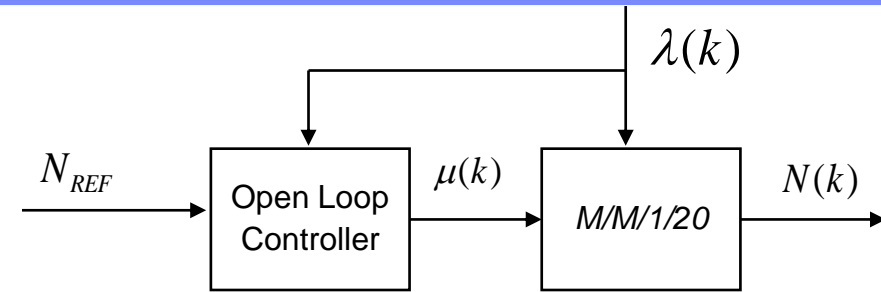 λ(k)
N_REF
Open Loop
Controller
μ(k)
M/M/1/20
N(k)